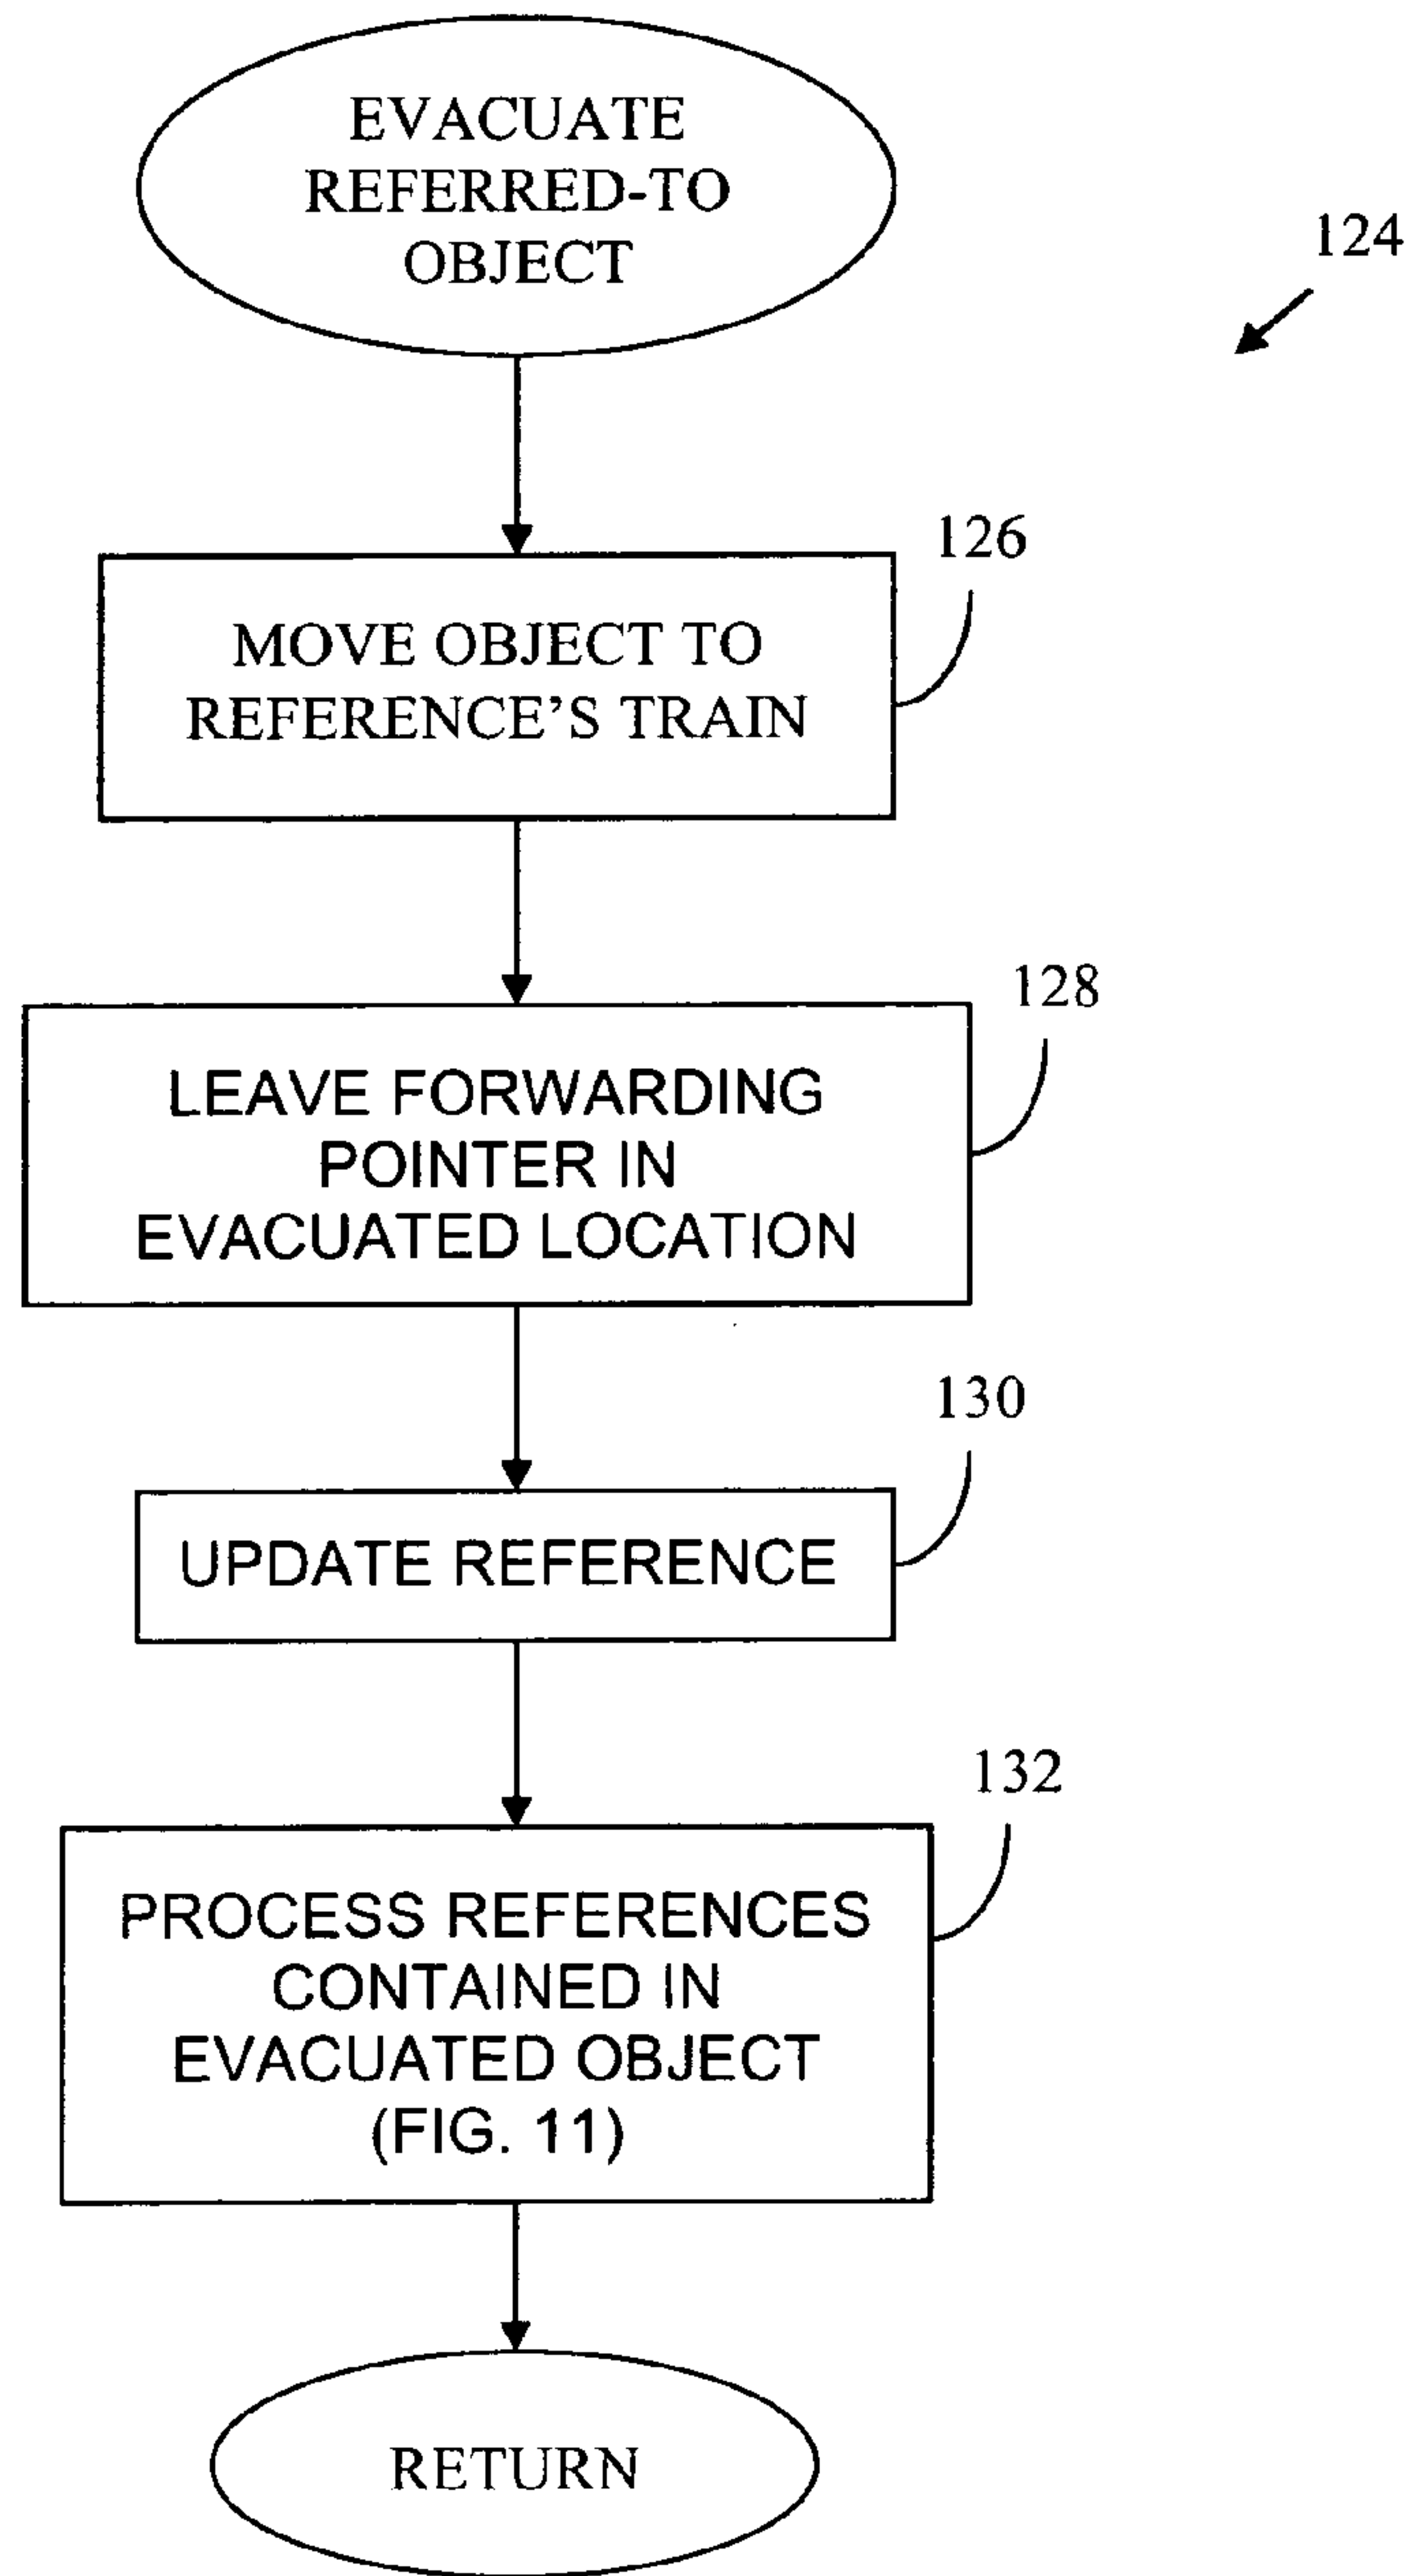 EVACUATE
REFERRED-TO
OBJECT
124
126
MOVE OBJECT TO
REFERENCE’S TRAIN
128
LEAVE FORWARDING
POINTER IN
EVACUATED LOCATION
130
UPDATE REFERENCE
132
PROCESS REFERENCES
CONTAINED IN
EVACUATED OBJECT
(FIG. 11)
RETURN